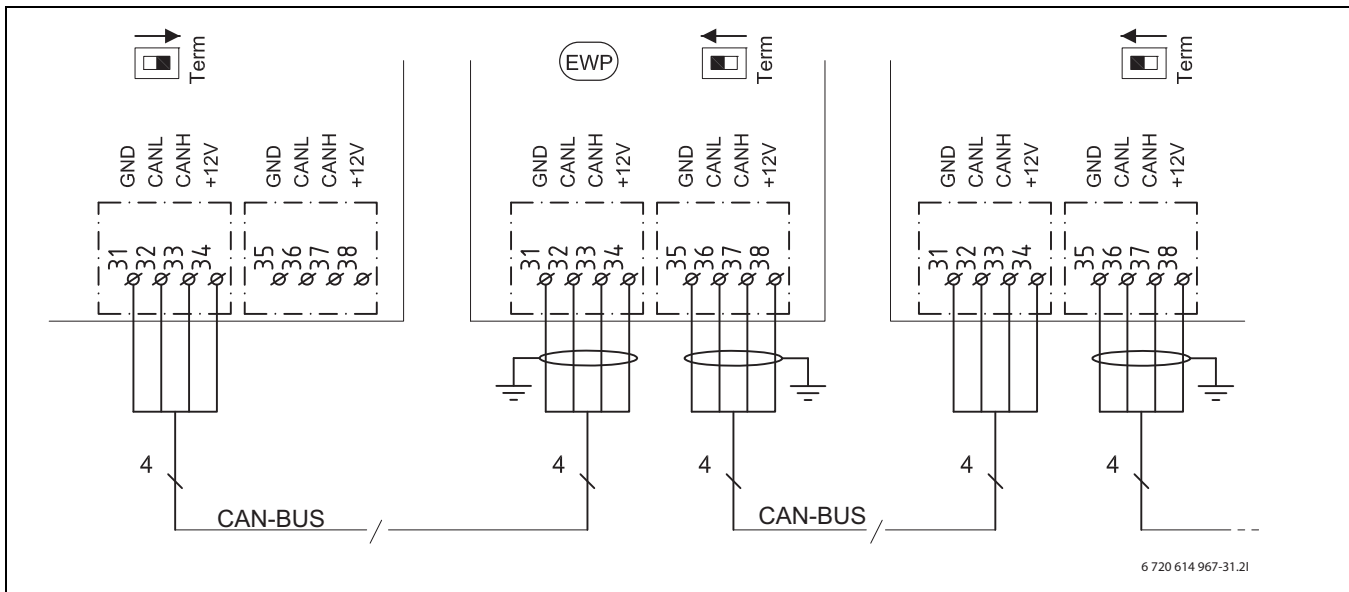 Term
EWP
Term
Term
GND CANL CANH +12V
GND CANL CANH +12V
GND CANL CANH +12V
GND CANL CANH +12V
GND CANL CANH +12V
GND CANL CANH +12V
31 32 33 34
35 36 37 38
31 32 33 34
35 36 37 38
31 32 33 34
35 36 37 38
4
4
4
4
4
CAN-BUS
CAN-BUS
6 720 614 967-31.2I